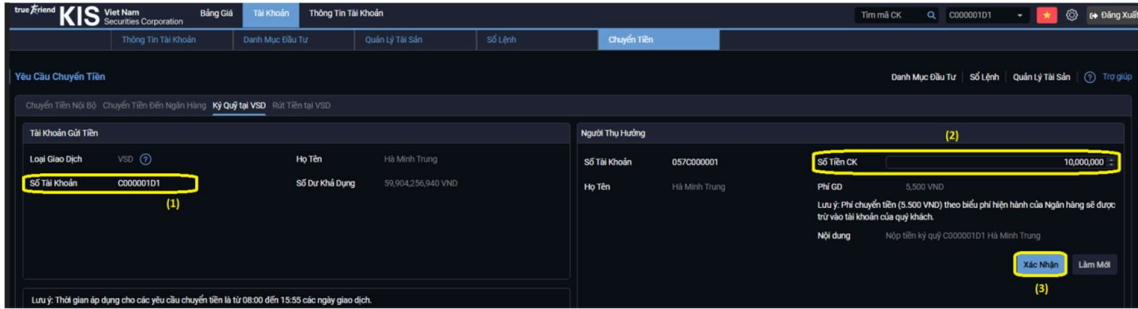 true Friend KIS Viet Nam Securities Corporation Bảng Giá Tài Khoản Thông Tin Tài Khoản Tìm mã CK C000001D1 Đăng Xuất
Thông Tin Tài Khoản Danh Mục Đầu Tư Quản Lý Tài Sản Sổ Lệnh Chuyển Tiền
Yêu Cầu Chuyển Tiền Danh Mục Đầu Tư Sổ Lệnh Quản Lý Tài Sản Trợ giúp
Chuyển Tiền Nội Bộ Chuyển Tiền Đến Ngân Hàng Ký Quỹ tại VSD Rút Tiền tại VSD
Tài Khoản Gửi Tiền
Loại Giao Dịch VSD Họ Tên Hà Minh Trung
Số Tài Khoản C000001D1 Số Dư Khả Dụng 59,904,256,940 VND
(1)
Lưu ý: Thời gian áp dụng cho các yêu cầu chuyển tiền là từ 08:00 đến 15:55 các ngày giao dịch.
Người Thụ Hưởng
(2)
Số Tài Khoản 057C000001 Số Tiền CK 10,000,000
Họ Tên Hà Minh Trung Phí GD 5,500 VND
Lưu ý: Phí chuyển tiền (5.500 VND) theo biểu phí hiện hành của Ngân hàng sẽ được
trừ vào tài khoản của quý khách.
Nội dung Nộp tiền ký quỹ C000001D1 Hà Minh Trung
Xác Nhận Làm Mới
(3)